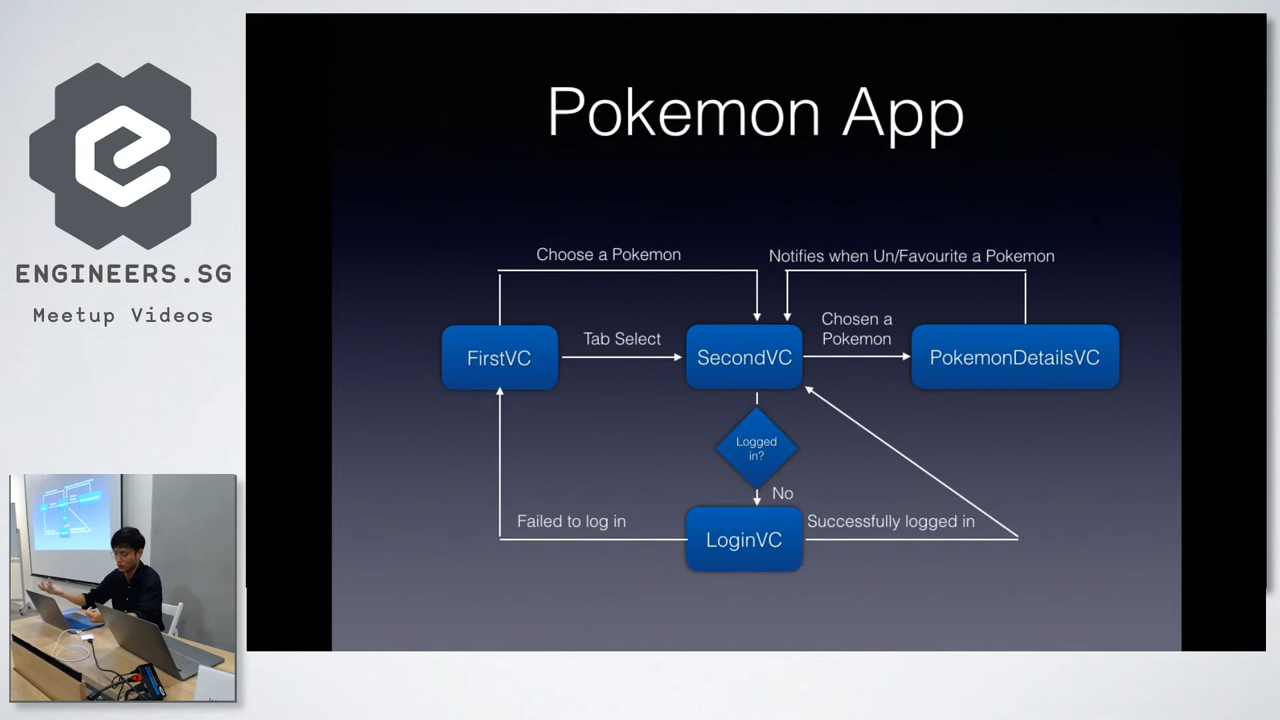 ENGINEERS.SG
Meetup Videos
Pokemon App
Choose a Pokemon
Notifies when Un/Favourite a Pokemon
Tab Select
Chosen a
Pokemon
FirstVC
SecondVC
PokemonDetailsVC
Logged
in?
No
Failed to log in
Successfully logged in
LoginVC